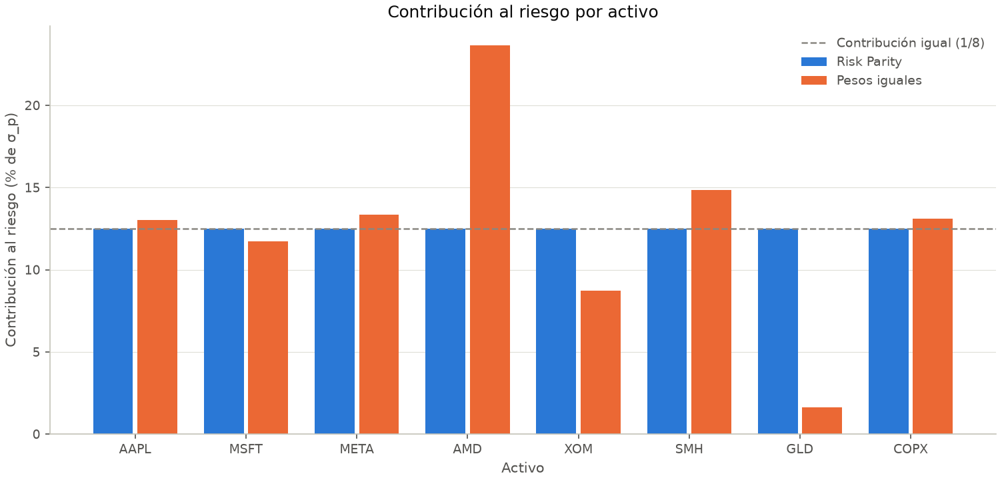 Contribución al riesgo por activo
Contribución igual (1/8)
Risk Parity
Pesos iguales
Contribución al riesgo (% de σ_p)
20
15
10
5
0
AAPL MSFT META AMD XOM SMH GLD COPX
Activo